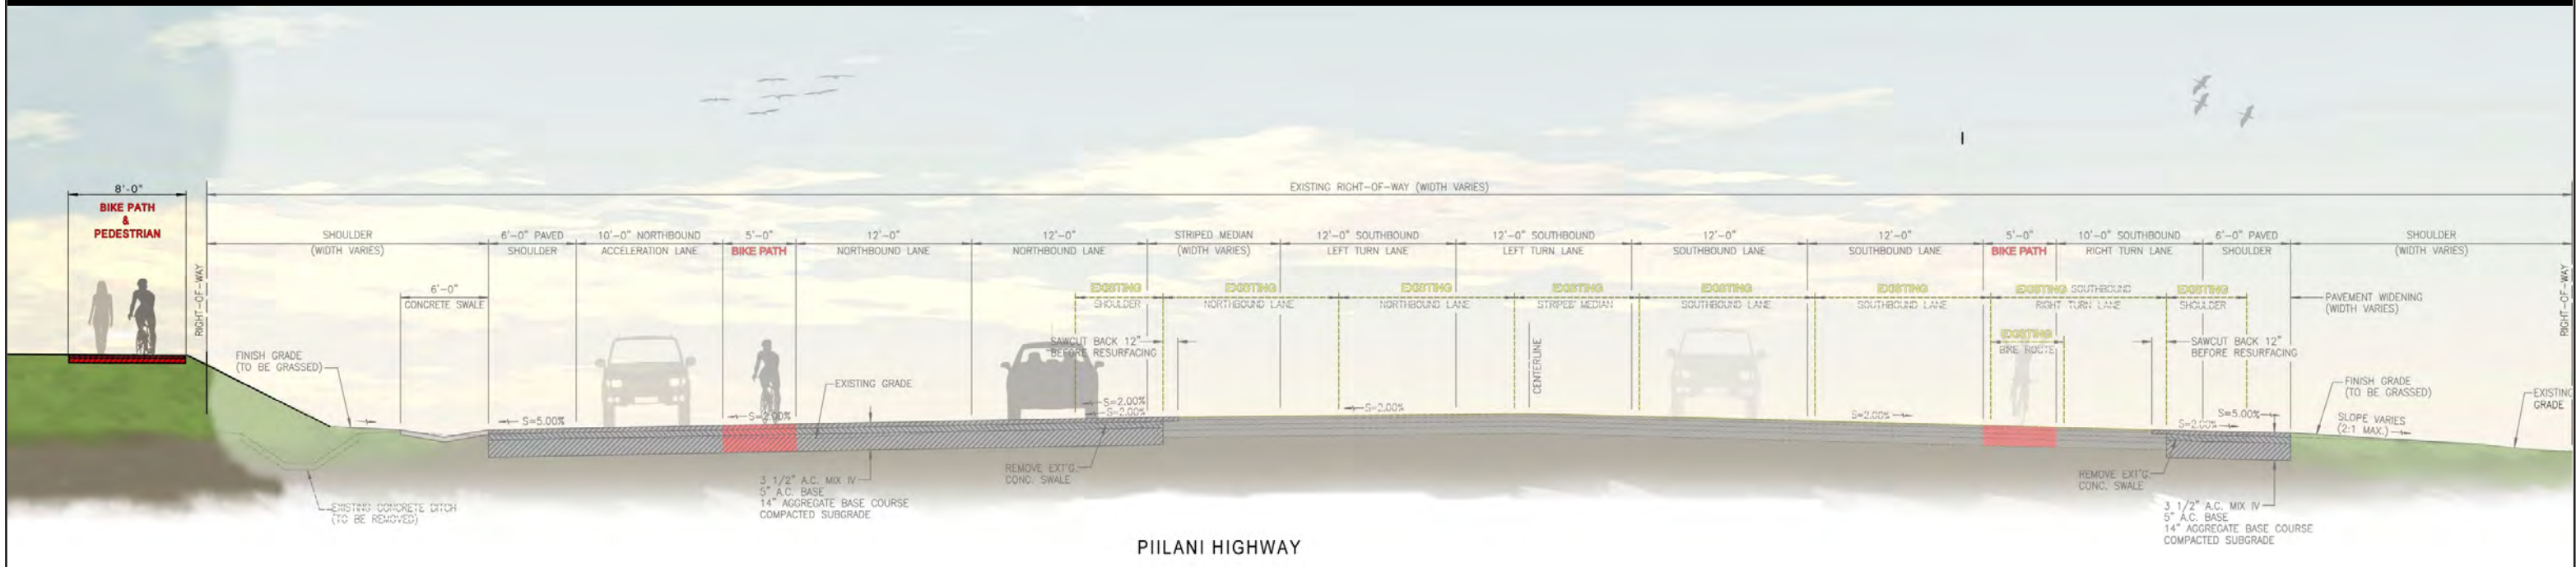 EXISTING RIGHT-OF-WAY (WIDTH VARIES)
8'-0"
BIKE PATH
&
PEDESTRIAN
RIGHT-OF-WAY
SHOULDER
(WIDTH VARIES)
6'-0" PAVED
SHOULDER
10'-0" NORTHBOUND
ACCELERATION LANE
5'-0"
BIKE PATH
12'-0"
NORTHBOUND LANE
12'-0"
NORTHBOUND LANE
STRIPED MEDIAN
(WIDTH VARIES)
12'-0" SOUTHBOUND
LEFT TURN LANE
12'-0" SOUTHBOUND
LEFT TURN LANE
12'-0"
SOUTHBOUND LANE
12'-0"
SOUTHBOUND LANE
5'-0"
BIKE PATH
10'-0" SOUTHBOUND
RIGHT TURN LANE
6'-0" PAVED
SHOULDER
SHOULDER
(WIDTH VARIES)
RIGHT-OF-WAY
6'-0"
CONCRETE SWALE
EXISTING
SHOULDER
EXISTING
NORTHBOUND LANE
EXISTING
NORTHBOUND LANE
EXISTING
STRIPED MEDIAN
EXISTING
SOUTHBOUND LANE
EXISTING
SOUTHBOUND LANE
EXISTING SOUTHBOUND
RIGHT TURN LANE
EXISTING
SHOULDER
EXISTING
BIKE ROUTE
PAVEMENT WIDENING
(WIDTH VARIES)
SAWCUT BACK 12"
BEFORE RESURFACING
CENTERLINE
SAWCUT BACK 12"
BEFORE RESURFACING
FINISH GRADE
(TO BE GRASSED)
EXISTING GRADE
FINISH GRADE
(TO BE GRASSED)
EXISTING
GRADE
S=5.00%
S=2.00%
S=2.00%
S=2.00%
S=2.00%
S=2.00%
S=2.00%
S=5.00%
SLOPE VARIES
(2:1 MAX.)
REMOVE EXT'G.
CONC. SWALE
REMOVE EXT'G.
CONC. SWALE
3 1/2" A.C. MIX IV
5" A.C. BASE
14" AGGREGATE BASE COURSE
COMPACTED SUBGRADE
EXISTING CONCRETE DITCH
(TO BE REMOVED)
3 1/2" A.C. MIX IV
5" A.C. BASE
14" AGGREGATE BASE COURSE
COMPACTED SUBGRADE
PIILANI HIGHWAY